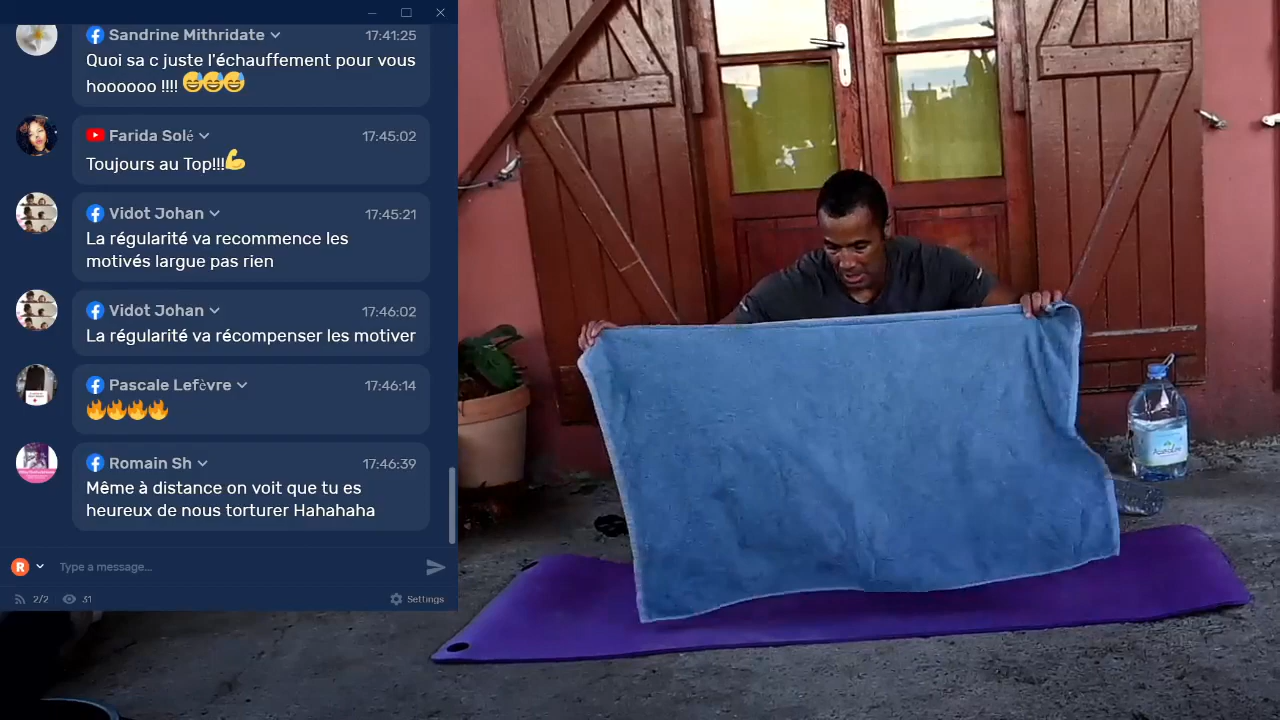 Sandrine Mithridate 17:41:25
Quoi sa c juste l'échauffement pour vous
hoooooo !!!! 😅😅😅
Farida Solé 17:45:02
Toujours au Top!!!💪
Vidot Johan 17:45:21
La régularité va recommence les
motivés largue pas rien
Vidot Johan 17:46:02
La régularité va récompenser les motiver
Pascale Lefèvre 17:46:14
🔥🔥🔥🔥
Romain Sh 17:46:39
Même à distance on voit que tu es
heureux de nous torturer Hahahaha
R Type a message...
2/2 31 Settings